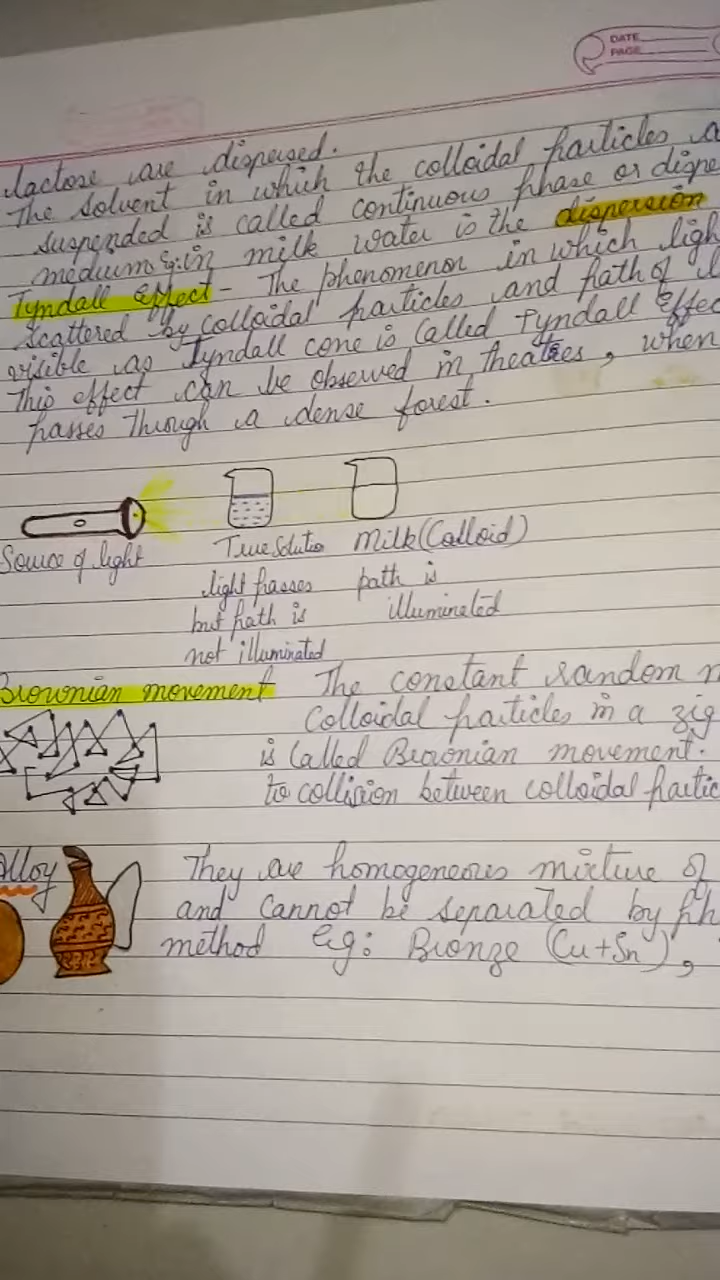 DATE
PAGE
lactose are dispersed.
The solvent in which the colloidal particles a
suspended is called continuous phase or dispe
medium e.g: in milk water is the dispersion
Tyndall effect - The phenomenon in which ligh
scattered by colloidal particles and path of l
visible as Tyndall cone is called Tyndall Effec
This effect can be observed in theatres, when
passes through a dense forest.
Source of light
True Solutio
Milk (Colloid)
light passes
but path is
not illuminated
path is
illumineted
Brownian movement The constant random m
colloidal particles in a zig
is called Browonian movement.
to collision between colloidal partic
Alloy They are homogeneous mixture of
and cannot be separated by ph
method eg: Bronze (Cu+Sn),